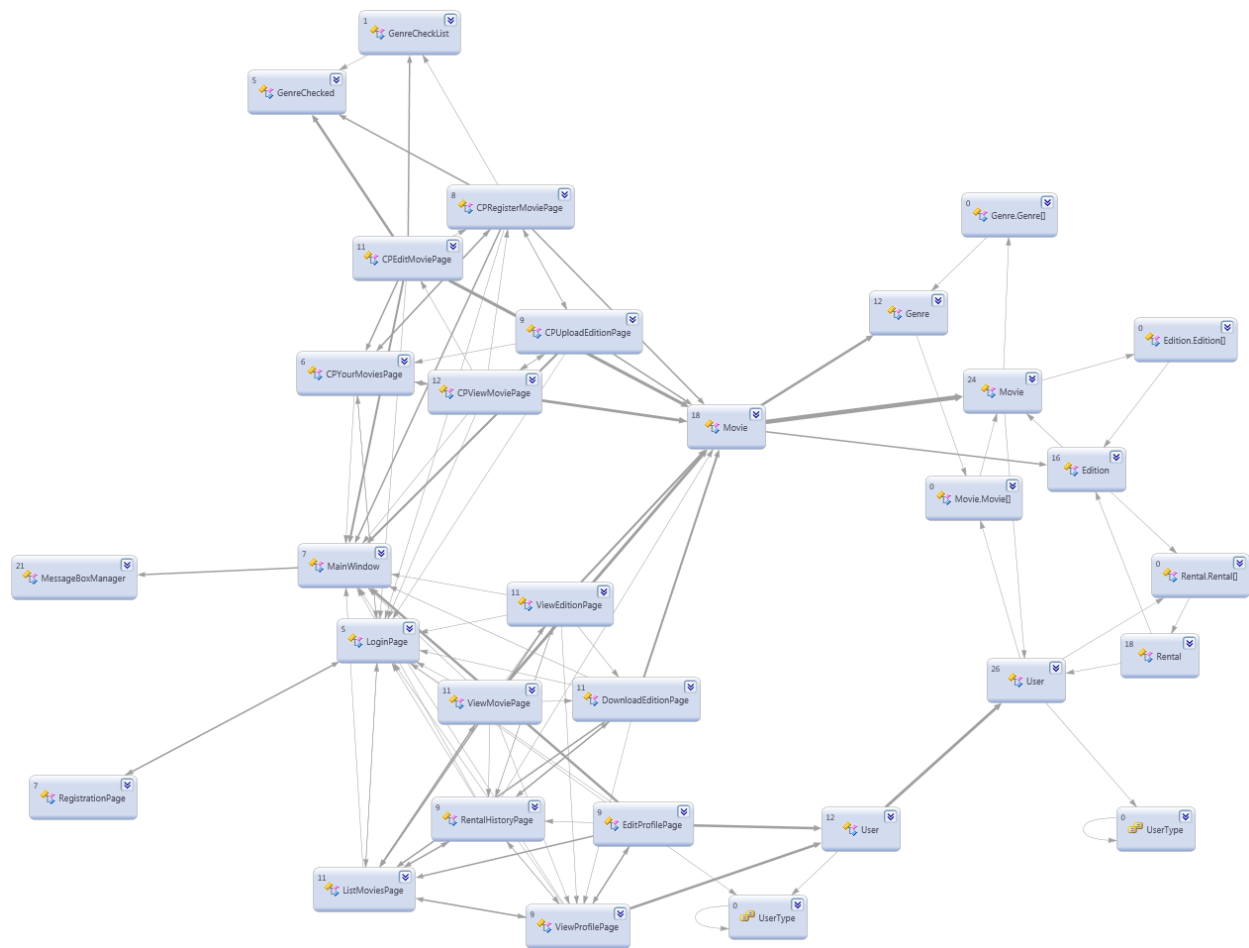 1 GenreCheckList
5 GenreChecked
8 CPRegisterMoviePage
0 Genre.Genre[]
11 CPEditMoviePage
12 Genre
9 CPUploadEditionPage
0 Edition.Edition[]
6 CPYourMoviesPage
12 CPViewMoviePage
24 Movie
18 Movie
16 Edition
0 Movie.Movie[]
21 MessageBoxManager
7 MainWindow
0 Rental.Rental[]
11 ViewEditionPage
5 LoginPage
18 Rental
26 User
11 ViewMoviePage
11 DownloadEditionPage
7 RegistrationPage
9 RentalHistoryPage
9 EditProfilePage
12 User
0 UserType
11 ListMoviesPage
9 ViewProfilePage
0 UserType